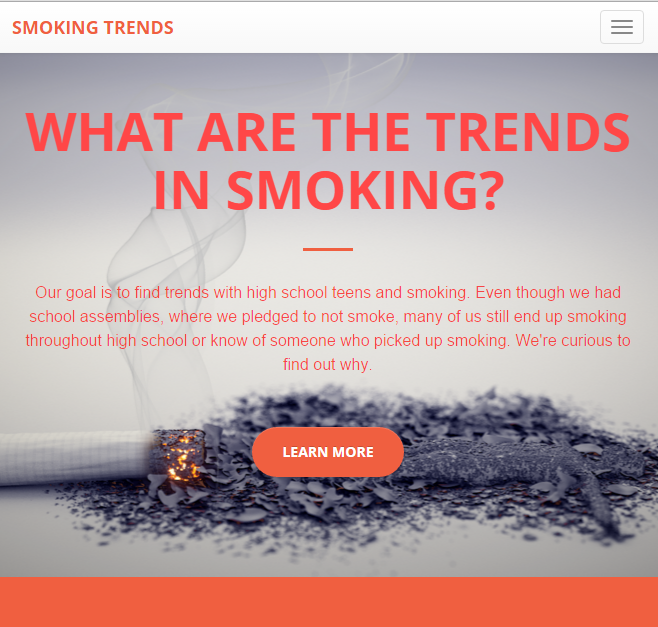 SMOKING TRENDS
WHAT ARE THE TRENDS
IN SMOKING?
Our goal is to find trends with high school teens and smoking. Even though we had
school assemblies, where we pledged to not smoke, many of us still end up smoking
throughout high school or know of someone who picked up smoking. We're curious to
find out why.
LEARN MORE